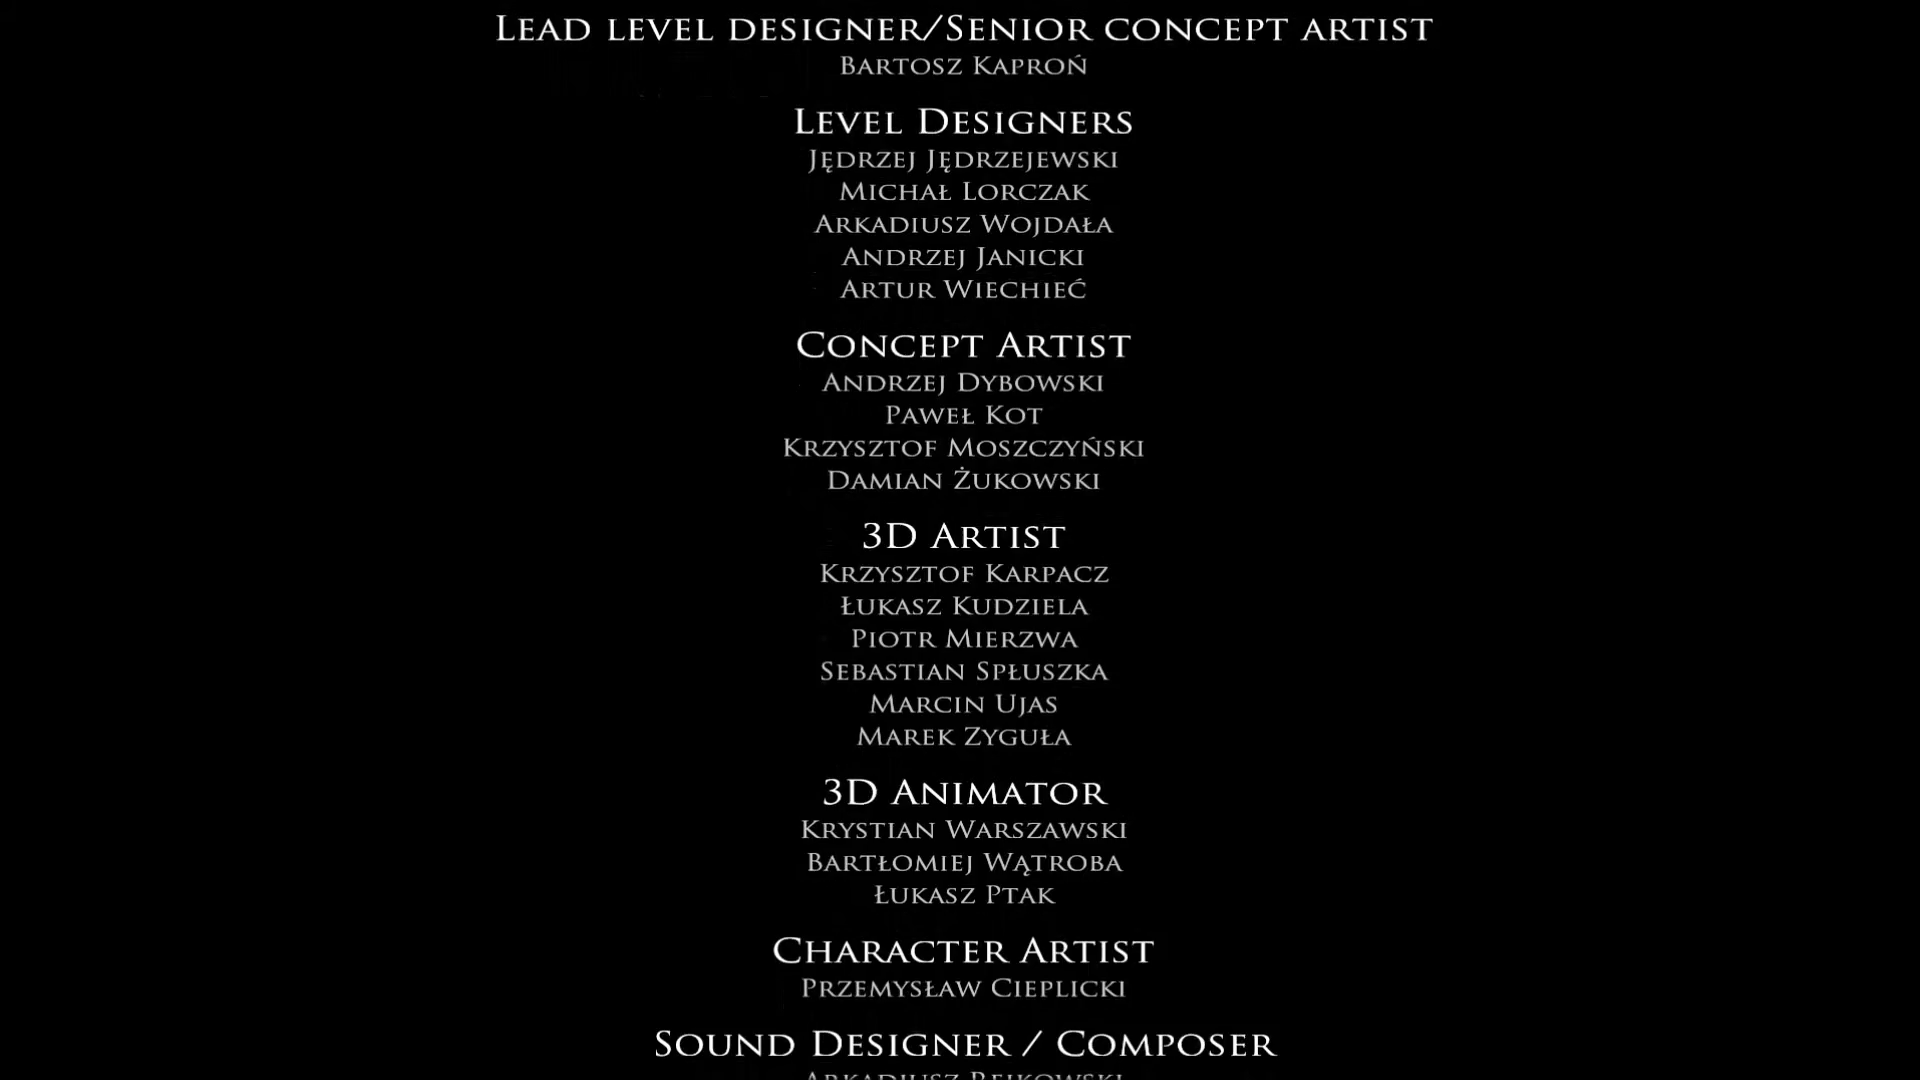 Lead level designer/Senior concept artist
Bartosz Kaproń
Level Designers
Jędrzej Jędrzejewski
Michał Lorczak
Arkadiusz Wojdała
Andrzej Janicki
Artur Wiechieć
Concept Artist
Andrzej Dybowski
Paweł Kot
Krzysztof Moszczyński
Damian Żukowski
3D Artist
Krzysztof Karpacz
Łukasz Kudziela
Piotr Mierzwa
Sebastian Spłuszka
Marcin Ujas
Marek Zyguła
3D Animator
Krystian Warszawski
Bartłomiej Wątroba
Łukasz Ptak
Character Artist
Przemysław Cieplicki
Sound Designer / Composer
Arkadiusz